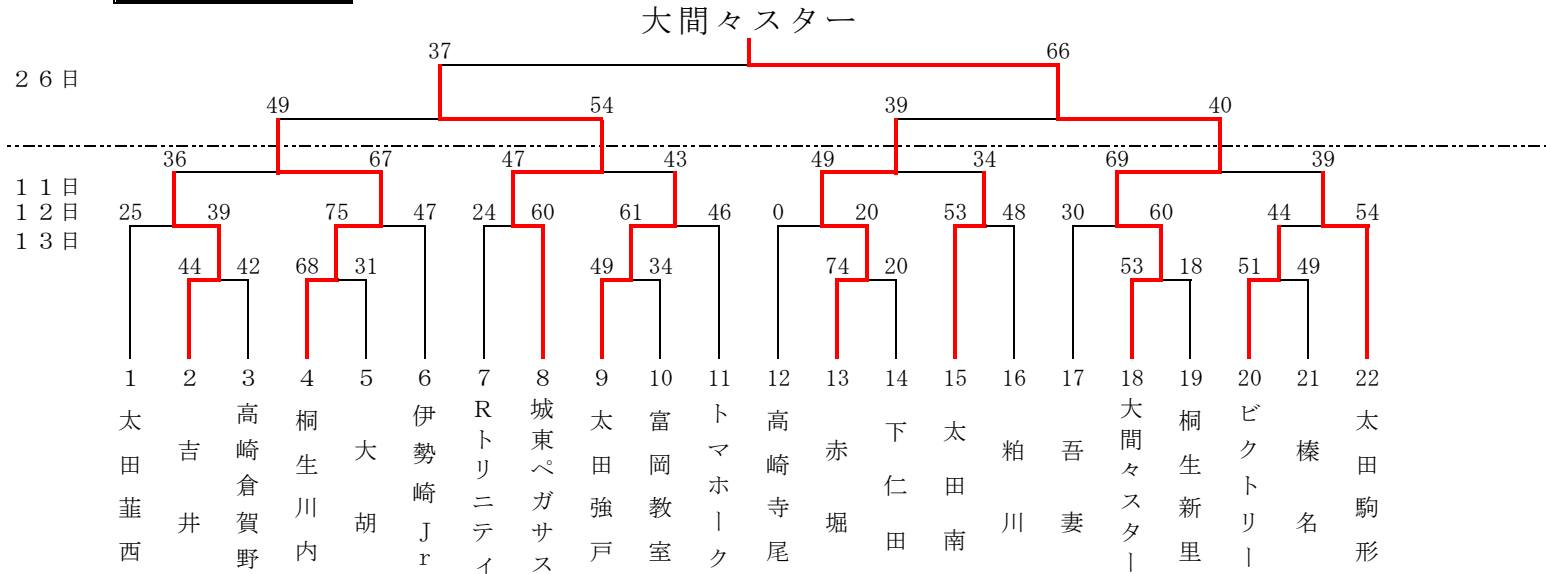 大間々スター
37 66
２６日
49 54 39 40
36 67 47 43 49 34 69 39
１１日
１２日
25 39 75 47 24 60 61 46 0 20 53 48 30 60 44 54
１３日
44 42 68 31 49 34 74 20 53 18 51 49
1 2 3 4 5 6 7 8 9 10 11 12 13 14 15 16 17 18 19 20 21 22
太田韮西
吉井
高崎倉賀野
桐生川内
大胡
伊勢崎Ｊｒ
Ｒトリニティ
城東ペガサス
太田強戸
富岡教室
トマホーク
高崎寺尾
赤堀
下仁田
太田南
粕川
吾妻
大間々スター
桐生新里
ビクトリー
榛名
太田駒形